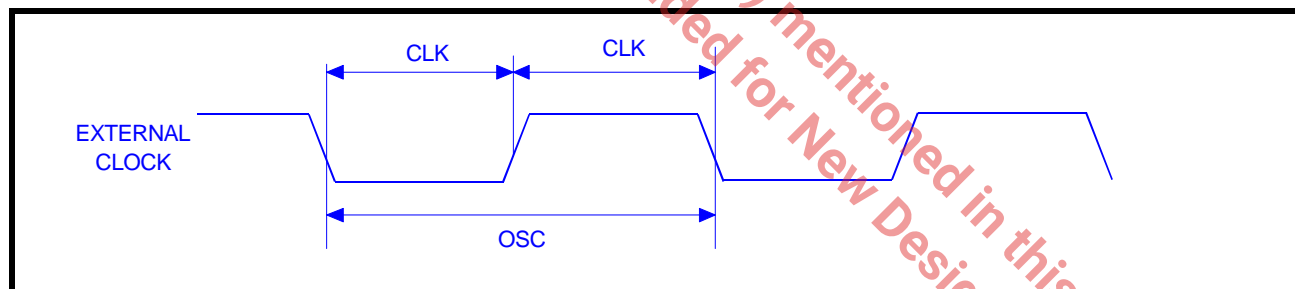 CLK
CLK
EXTERNAL
CLOCK
OSC
) mentioned in this
ded for New Desi